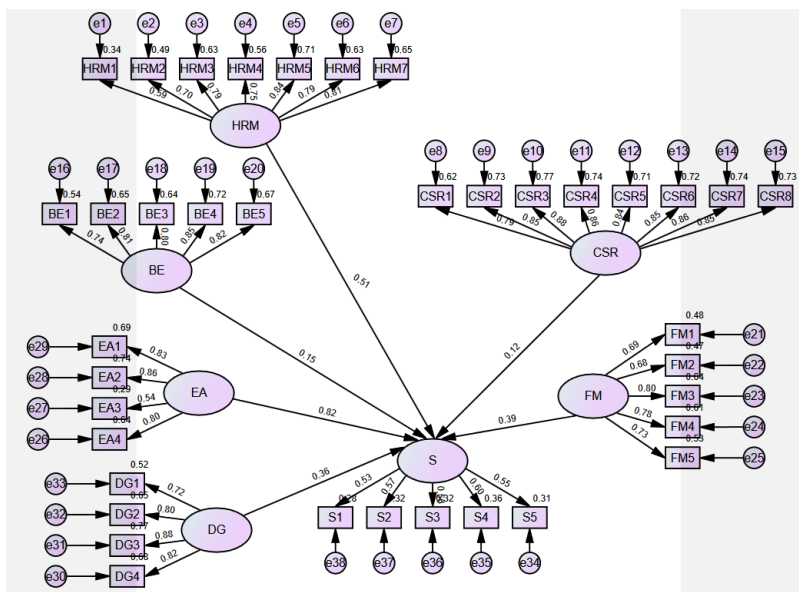 e1 e2 e3 e4 e5 e6 e7
0.34 0.49 0.63 0.56 0.71 0.63 0.65
HRM1 HRM2 HRM3 HRM4 HRM5 HRM6 HRM7
0.59 0.70 0.79 0.75 0.84 0.79 0.81
HRM
e8 e9 e10 e11 e12 e13 e14 e15
0.62 0.73 0.77 0.74 0.71 0.72 0.74 0.73
CSR1 CSR2 CSR3 CSR4 CSR5 CSR6 CSR7 CSR8
0.79 0.85 0.88 0.86 0.84 0.85 0.86 0.85
CSR
e16 e17 e18 e19 e20
0.54 0.65 0.64 0.72 0.67
BE1 BE2 BE3 BE4 BE5
0.74 0.81 0.80 0.85 0.82
BE
0.51
0.15
0.12
0.82
0.39
0.36
0.69
e29 EA1 0.83
0.74
e28 EA2 0.86
0.29
e27 EA3 0.54
0.64
e26 EA4 0.80
EA
0.48
0.69 FM1 e21
0.47
0.68 FM2 e22
0.64
0.80 FM3 e23
0.61
0.78 FM4 e24
0.53
0.73 FM5 e25
FM
0.52
e33 DG1 0.72
0.65
e32 DG2 0.80
0.77
e31 DG3 0.88
0.68
e30 DG4 0.82
DG
S
0.53 0.57 0.60 0.55
0.28 0.32 0.32 0.36 0.31
S1 S2 S3 S4 S5
e38 e37 e36 e35 e34